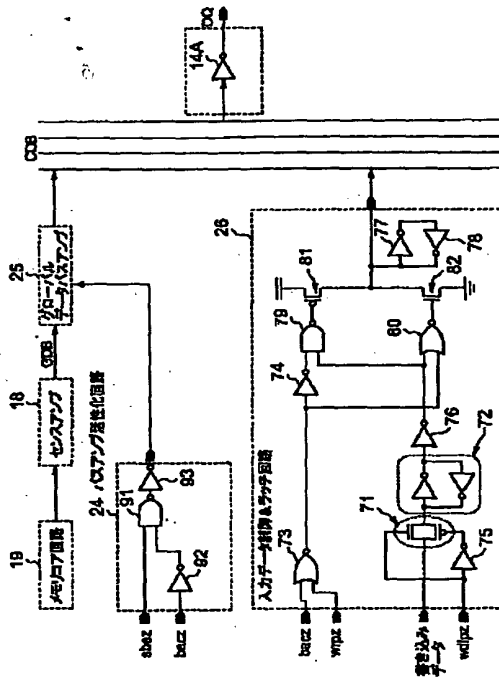 DQ
14A
CDB
25
グローバル
データバスアンプ
GDB
18
センスアンプ
19
メモリコア回路
24 バスアンプ活性化回路
93
91
92
sbez
bacz
26
入力データ制御&ラッチ回路
81
77
78
82
79
80
74
76
72
71
73
75
bacz
wrpz
書き込み
データ
wdlpz